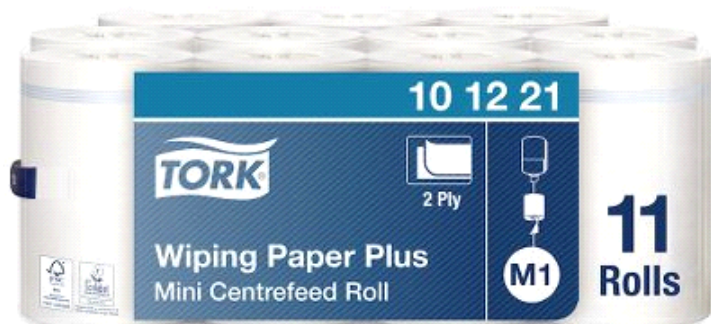 10 12 21
TORK
2 Ply
Wiping Paper Plus
Mini Centrefeed Roll
M1
11
Rolls